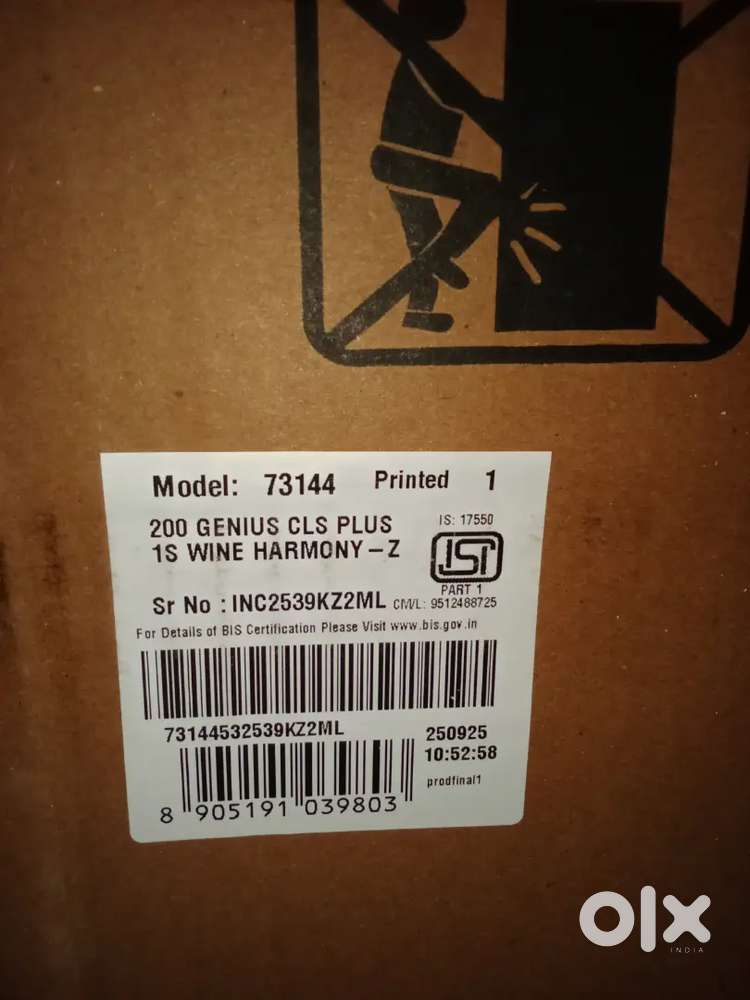 Model: 73144 Printed 1
200 GENIUS CLS PLUS
1S WINE HARMONY-Z
IS: 17550
ISI
PART 1
Sr No : INC2539KZ2ML CM/L: 9512488725
For Details of BIS Certification Please Visit www.bis.gov.in
73144532539KZ2ML
250925
10:52:58
prodfinal1
8 905191 039803
olx
INDIA